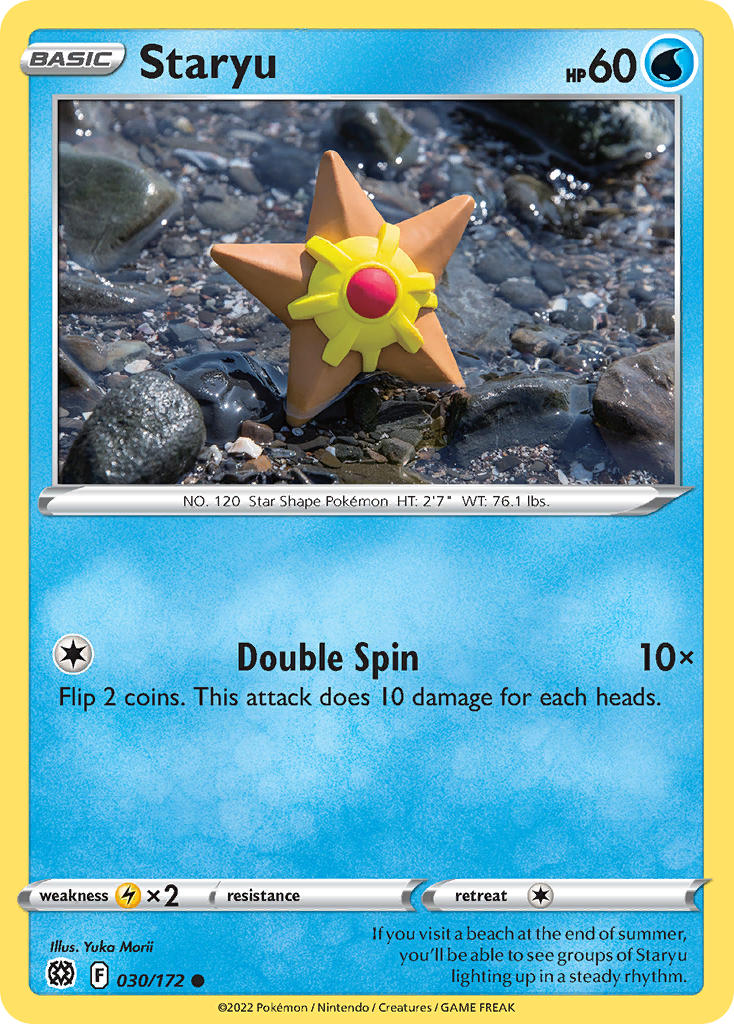 BASIC
Staryu
HP60
NO. 120 Star Shape Pokémon HT: 2'7" WT: 76.1 lbs.
Double Spin 10×
Flip 2 coins. This attack does 10 damage for each heads.
weakness ×2 resistance retreat
Illus. Yuka Morii
If you visit a beach at the end of summer,
you'll be able to see groups of Staryu
lighting up in a steady rhythm.
F 030/172
©2022 Pokémon / Nintendo / Creatures / GAME FREAK